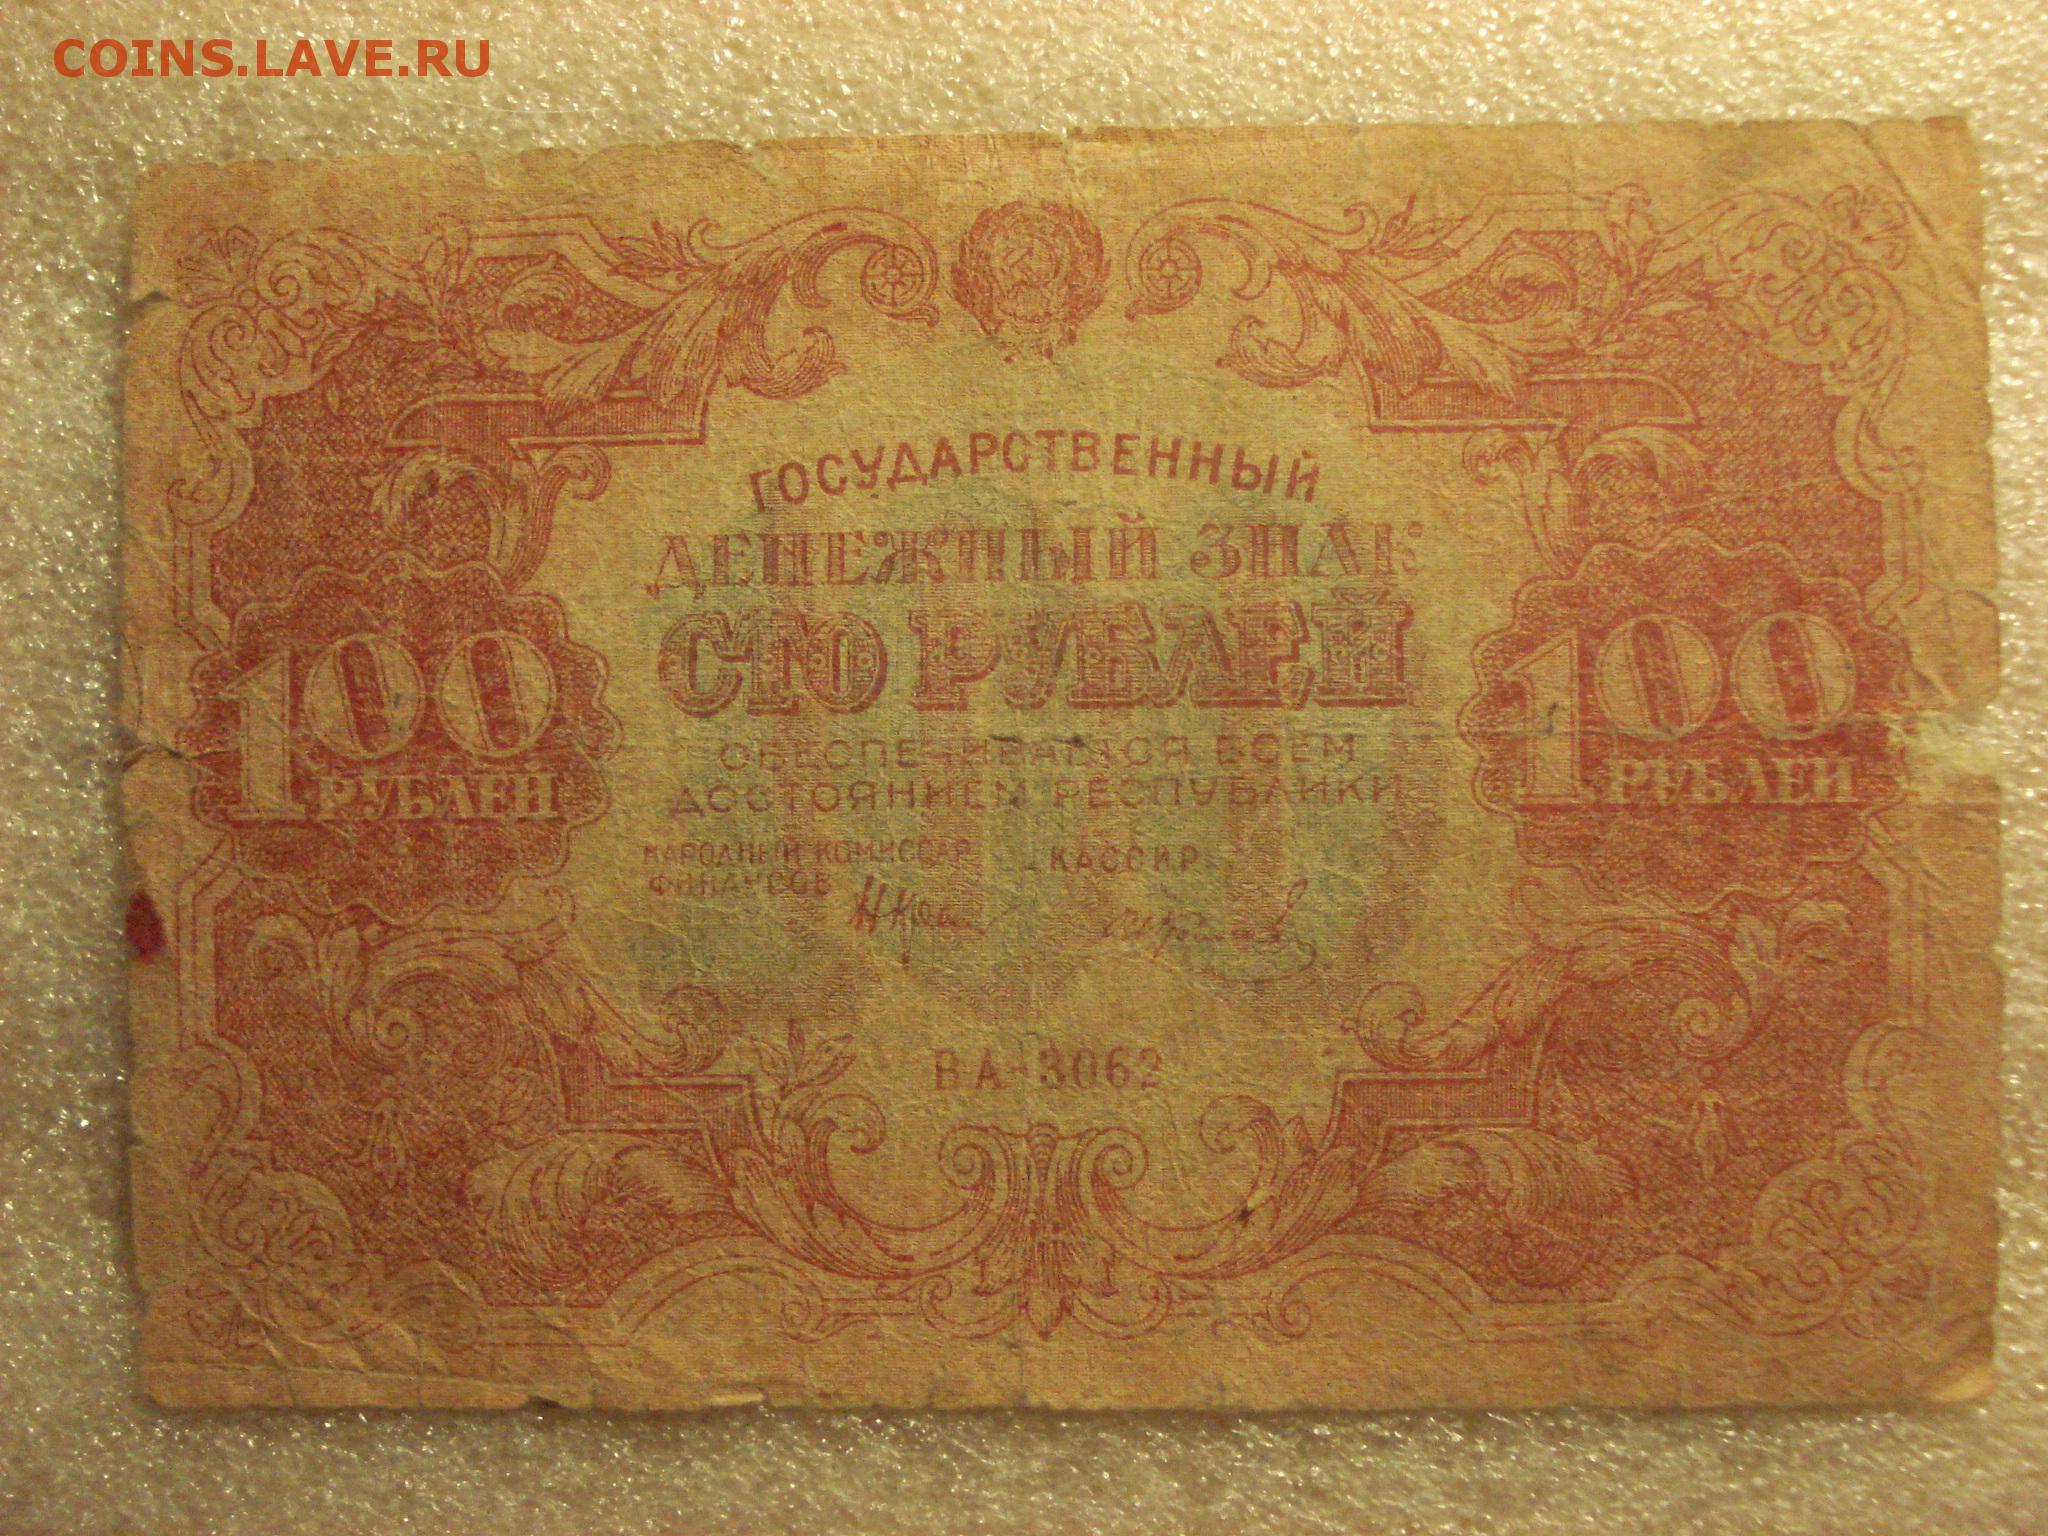 COINS.LAVE.RU
ГОСУДАРСТВЕННЫЙ
ДЕНЕЖНЫЙ ЗНАК
СТО РУБЛЕЙ
100
РУБЛЕЙ
100
РУБЛЕЙ
ОБЕСПЕЧИВАЕТСЯ ВСЕМ
ДОСТОЯНИЕМ РЕСПУБЛИКИ
НАРОДНЫЙ КОМИССАР
ФИНАНСОВ
КАССИР
ВА-3062